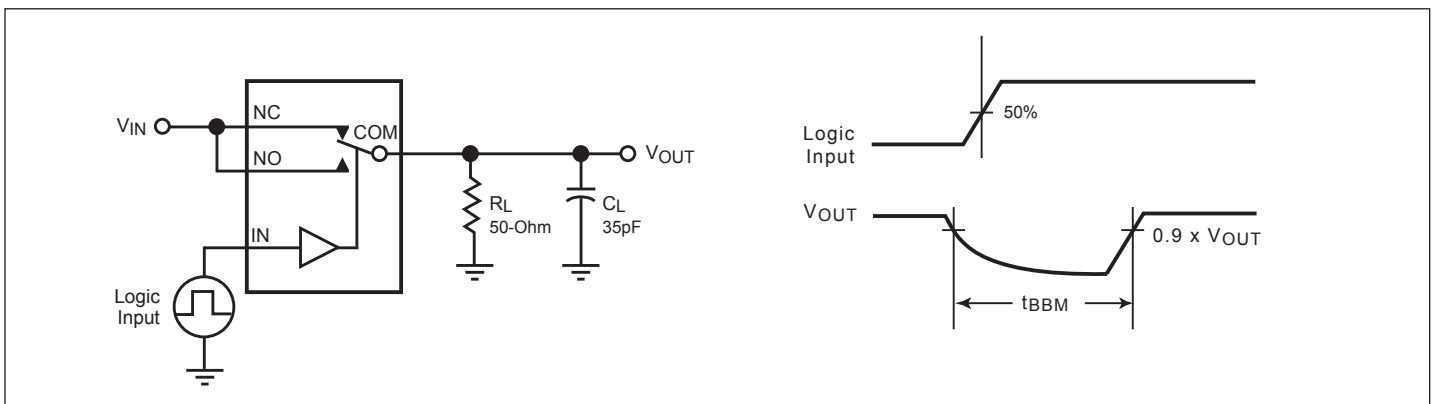 NC
VIN
COM
NO
VOUT
RL
50-Ohm
CL
35pF
IN
Logic
Input
50%
Logic
Input
VOUT
0.9 x VOUT
tBBM